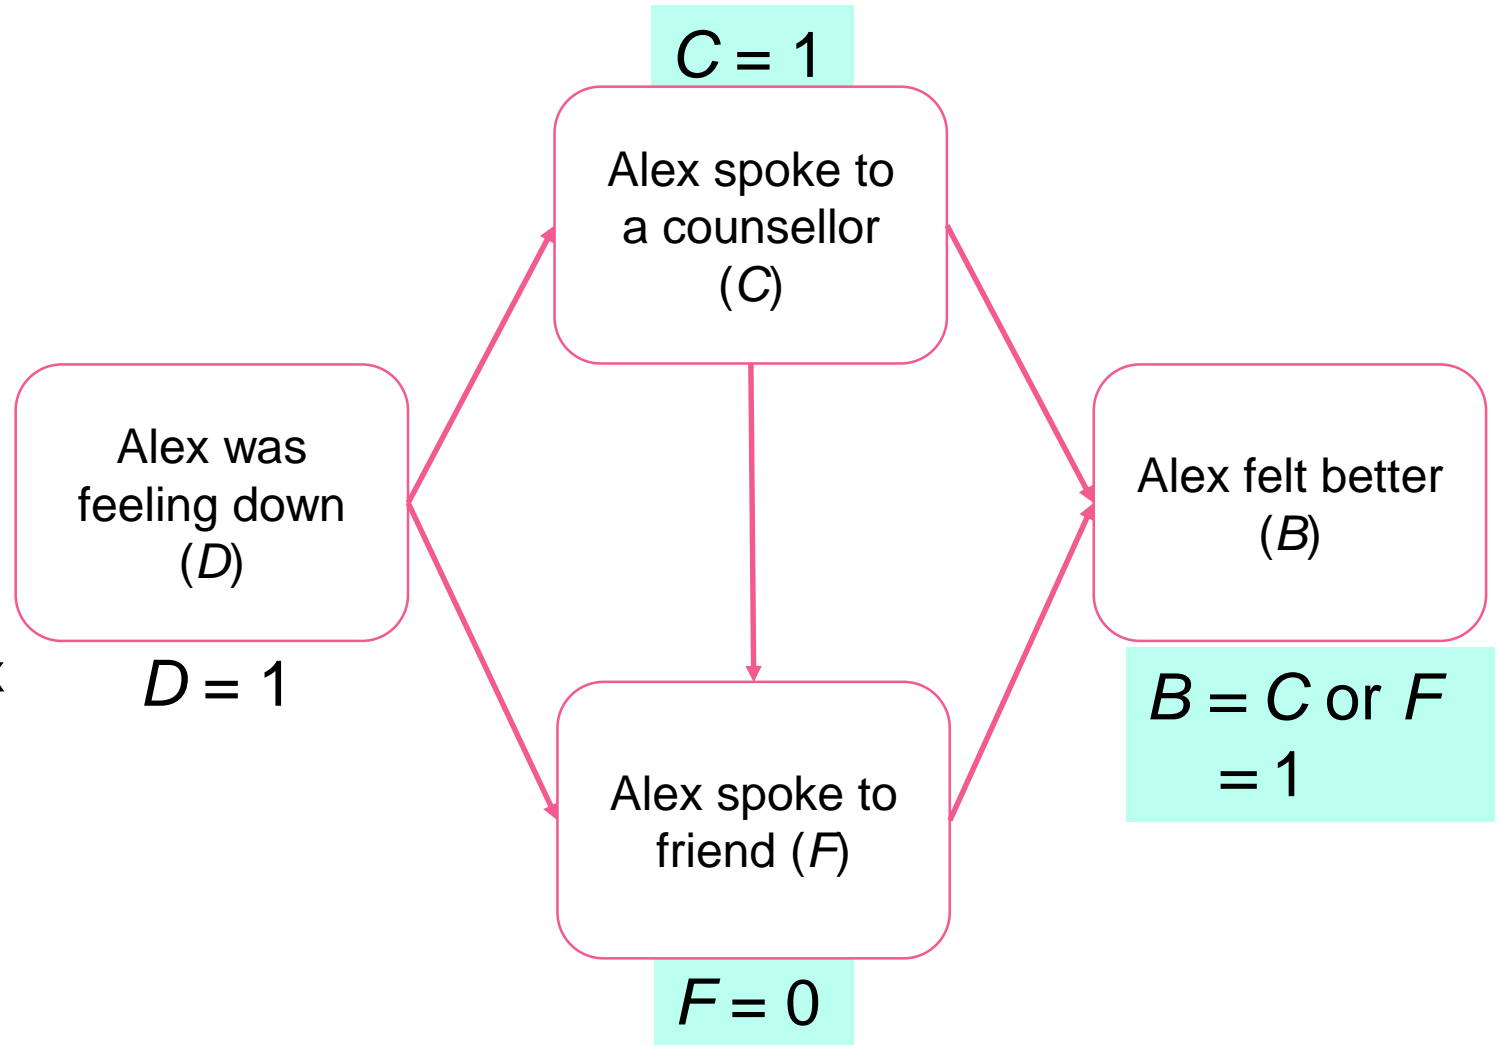 C = 1
Alex spoke to
a counsellor
(C)
Alex was
feeling down
(D)
D = 1
Alex felt better
(B)
B = C or F
= 1
Alex spoke to
friend (F)
F = 0